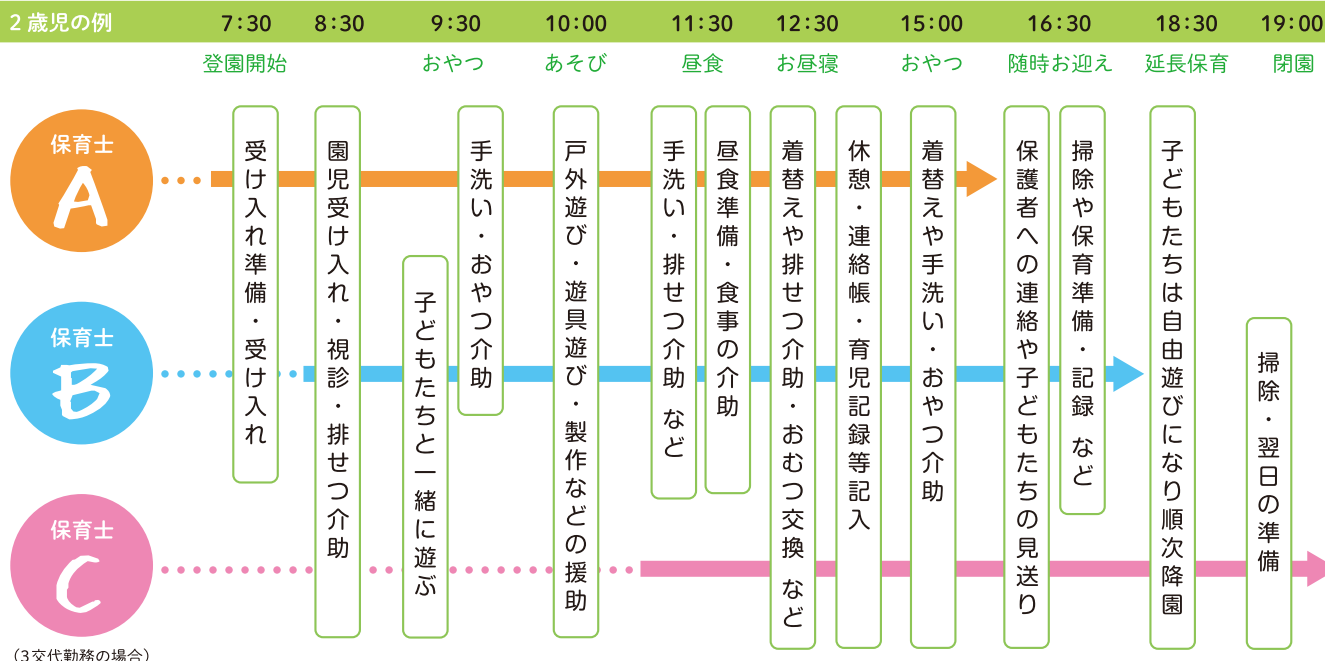 2歳児の例 7:30 8:30 9:30 10:00 11:30 12:30 15:00 16:30 18:30 19:00
登園開始 おやつ あそび 昼食 お昼寝 おやつ 随時お迎え 延長保育 閉園
保育士
A
保育士
B
保育士
C
(3交代勤務の場合)
受け入れ準備・受け入れ
園児受け入れ・視診・排せつ介助
子どもたちと一緒に遊ぶ
手洗い・おやつ介助
戸外遊び・遊具遊び・製作などの援助
手洗い・排せつ介助 など
昼食準備・食事の介助
着替えや排せつ介助・おむつ交換 など
休憩・連絡帳・育児記録等記入
着替えや手洗い・おやつ介助
保護者への連絡や子どもたちの見送り
掃除や保育準備・記録 など
子どもたちは自由遊びになり順次降園
掃除・翌日の準備